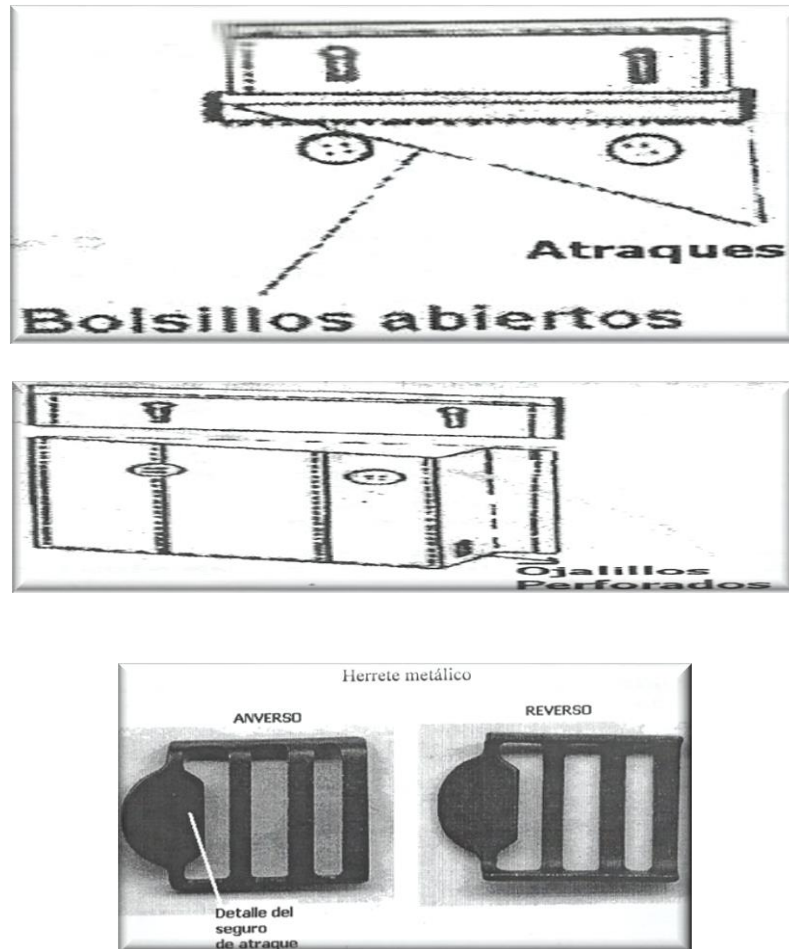 Atraques
Bolsillos abiertos
Ojalillos
Perforados
Herrete metálico
ANVERSO
REVERSO
Detalle del
seguro
de atraque